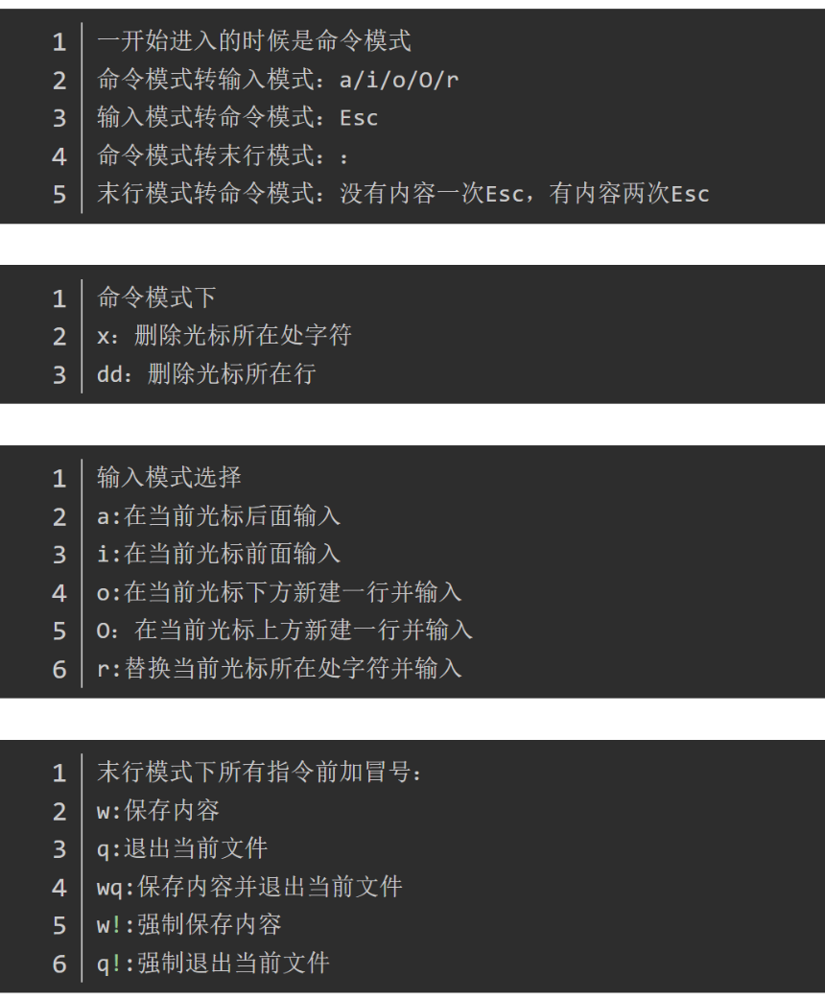 1 一开始进入的时候是命令模式
2 命令模式转输入模式：a/i/o/O/r
3 输入模式转命令模式：Esc
4 命令模式转末行模式：：
5 末行模式转命令模式：没有内容一次Esc，有内容两次Esc
1 命令模式下
2 x：删除光标所在处字符
3 dd：删除光标所在行
1 输入模式选择
2 a:在当前光标后面输入
3 i:在当前光标前面输入
4 o:在当前光标下方新建一行并输入
5 O：在当前光标上方新建一行并输入
6 r:替换当前光标所在处字符并输入
1 末行模式下所有指令前加冒号：
2 w:保存内容
3 q:退出当前文件
4 wq:保存内容并退出当前文件
5 w!:强制保存内容
6 q!:强制退出当前文件